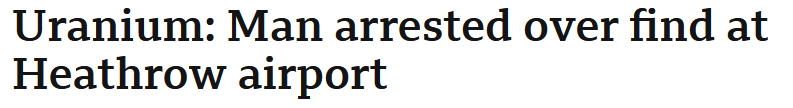 Uranium: Man arrested over find at
Heathrow airport